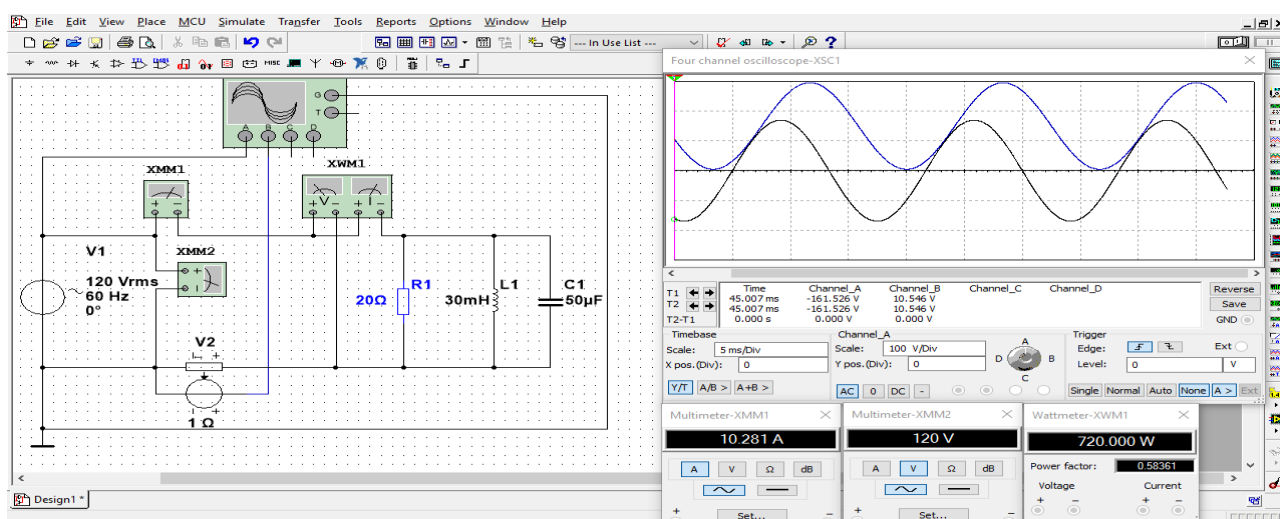 File Edit View Place MCU Simulate Transfer Tools Reports Options Window Help
--- In Use List ---
MISC
Four channel oscilloscope-XSC1
G
T
A B C D
XMM1
XWM1
+ -
+ V - + I -
V1
120 Vrms
60 Hz
0°
XMM2
R1
20Ω
L1
30mH
C1
50µF
V2
1 Ω
Time Channel_A Channel_B Channel_C Channel_D
T1 45.007 ms -161.526 V 10.546 V
T2 45.007 ms -161.526 V 10.546 V
T2-T1 0.000 s 0.000 V 0.000 V
Reverse
Save
GND
Timebase
Scale: 5 ms/Div
X pos.(Div): 0
Y/T A/B > A+B >
Channel_A
Scale: 100 V/Div
Y pos.(Div): 0
AC 0 DC -
A
D B
C
Trigger
Edge: Ext
Level: 0 V
Single Normal Auto None A > Ext
Multimeter-XMM1
10.281 A
A V Ω dB
Set...
+ -
Multimeter-XMM2
120 V
A V Ω dB
Set...
+ -
Wattmeter-XWM1
720.000 W
Power factor: 0.58361
Voltage Current
+ - + -
Design1 *